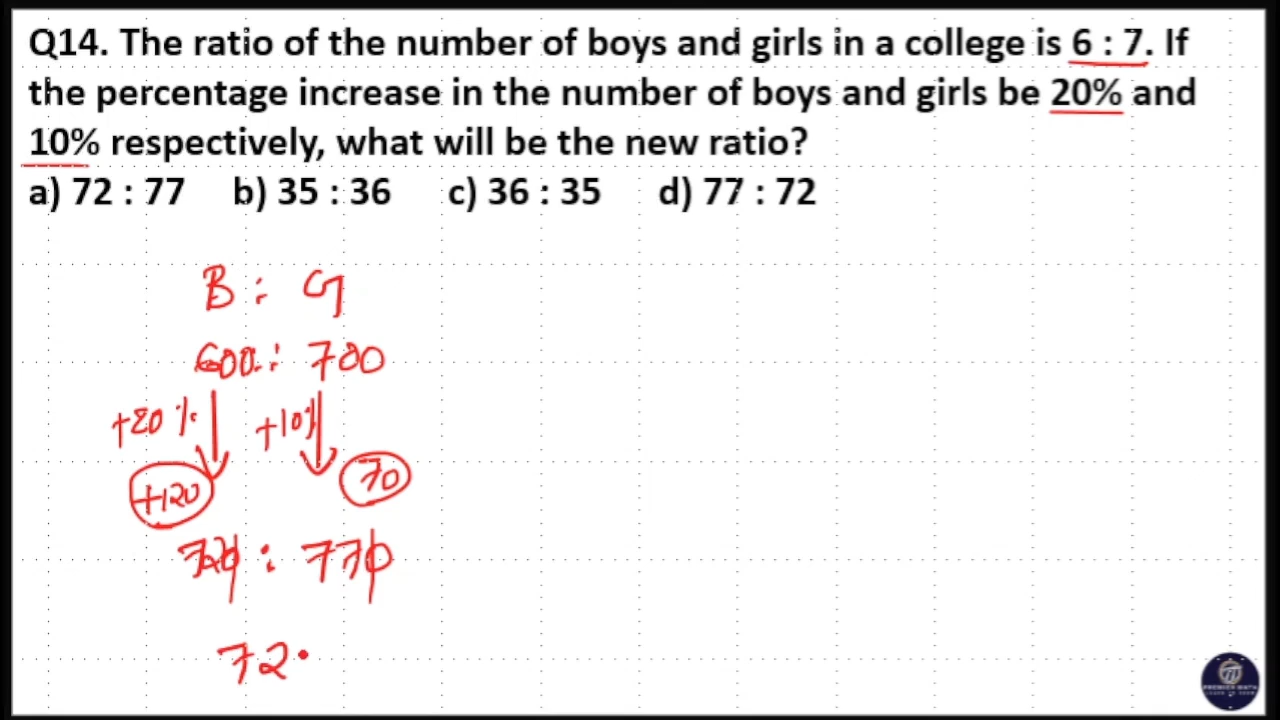 Q14. The ratio of the number of boys and girls in a college is 6 : 7. If
the percentage increase in the number of boys and girls be 20% and
10% respectively, what will be the new ratio?
a) 72 : 77 b) 35 : 36 c) 36 : 35 d) 77 : 72
B : G
600 : 700
+20% +10%
+120 70
720 : 770
72
PREMIER MATH